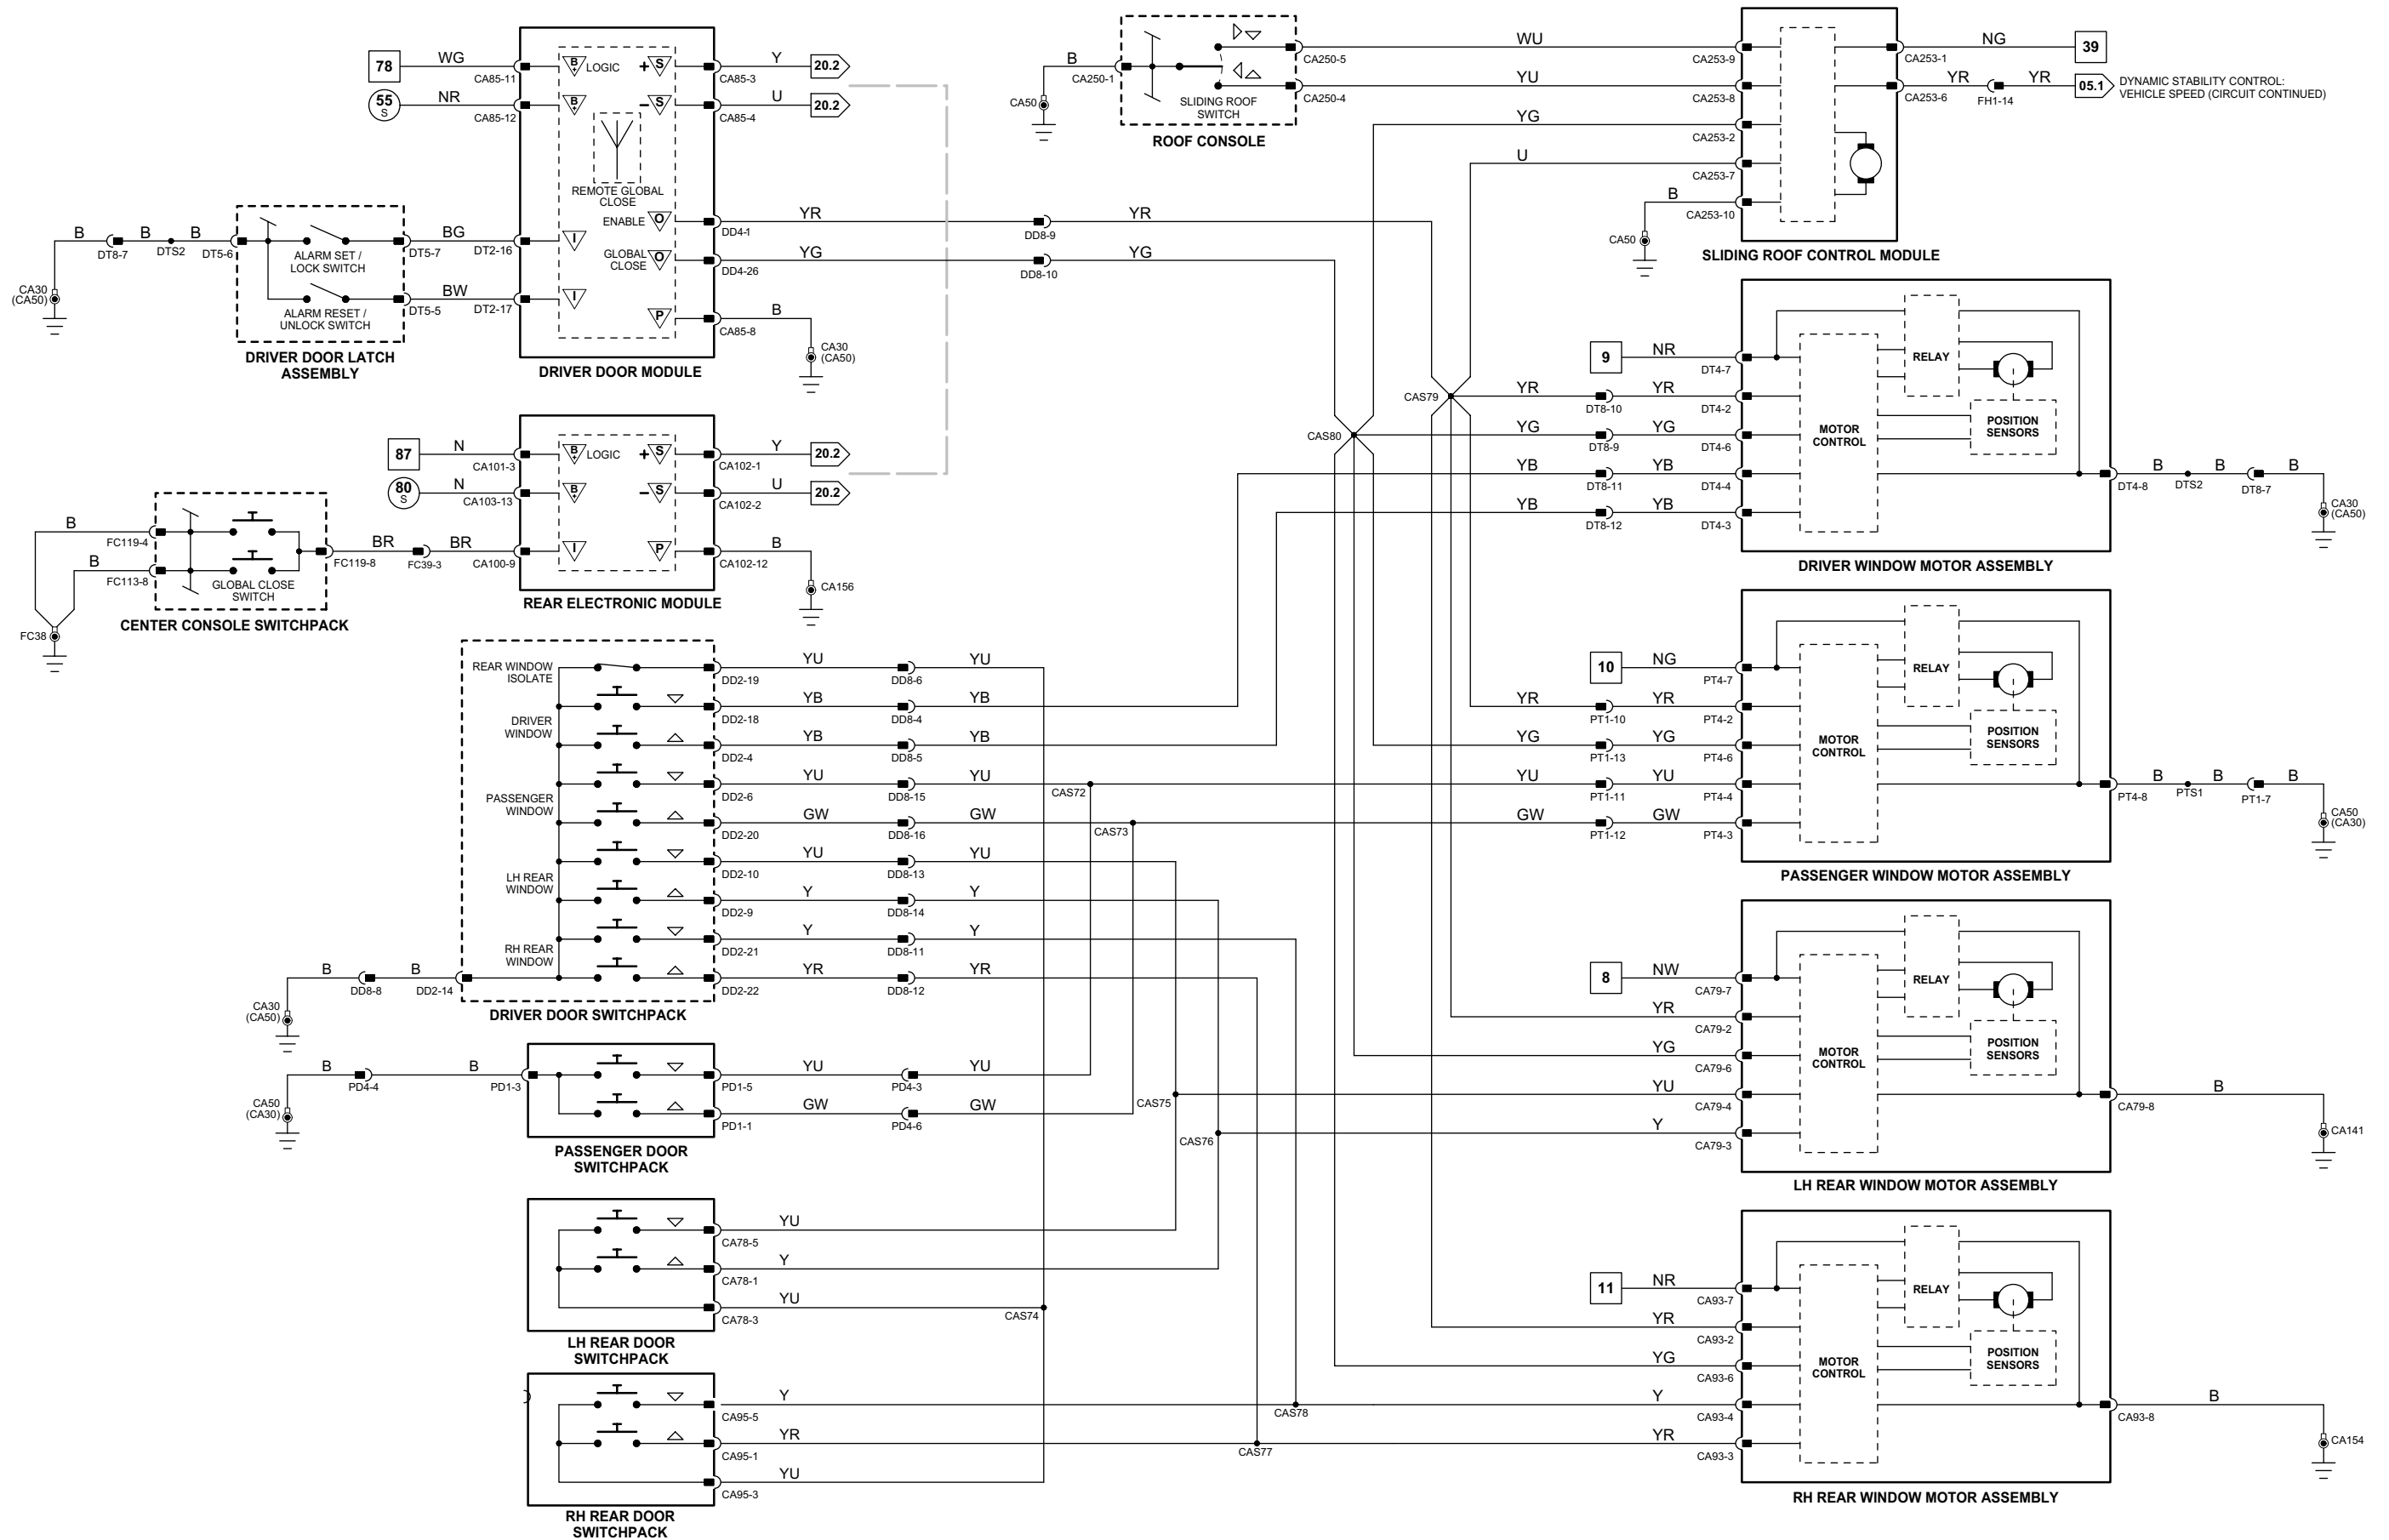 78
WG
CA85-11
55
S
NR
CA85-12
B
+
LOGIC
B
+
+ S
- S
CA85-3
Y
20.2
CA85-4
U
20.2
REMOTE GLOBAL
CLOSE
ENABLE
O
DD4-1
YR
DD8-9
YR
GLOBAL
CLOSE
O
DD4-26
YG
DD8-10
YG
I
I
P
CA85-8
B
CA30
(CA50)
DRIVER DOOR MODULE
B
DT8-7
B
DTS2
B
DT5-6
CA30
(CA50)
ALARM SET /
LOCK SWITCH
ALARM RESET /
UNLOCK SWITCH
DT5-7
BG
DT2-16
DT5-5
BW
DT2-17
DRIVER DOOR LATCH
ASSEMBLY
87
N
CA101-3
80
S
N
CA103-13
B
+
LOGIC
B
+
+ S
- S
CA102-1
Y
20.2
CA102-2
U
20.2
I
P
CA102-12
B
CA156
REAR ELECTRONIC MODULE
B
FC119-4
B
FC113-8
FC38
GLOBAL CLOSE
SWITCH
FC119-8
BR
FC39-3
BR
CA100-9
CENTER CONSOLE SWITCHPACK
REAR WINDOW
ISOLATE
DD2-19
YU
DD8-6
YU
DRIVER
WINDOW
DD2-18
YB
DD8-4
YB
DD2-4
YB
DD8-5
YB
PASSENGER
WINDOW
DD2-6
YU
DD8-15
YU
CAS72
DD2-20
GW
DD8-16
GW
CAS73
LH REAR
WINDOW
DD2-10
YU
DD8-13
YU
DD2-9
Y
DD8-14
Y
RH REAR
WINDOW
DD2-21
Y
DD8-11
Y
DD2-22
YR
DD8-12
YR
B
DD8-8
B
DD2-14
CA30
(CA50)
DRIVER DOOR SWITCHPACK
B
PD4-4
B
PD1-3
CA50
(CA30)
PD1-5
YU
PD4-3
YU
PD1-1
GW
PD4-6
GW
PASSENGER DOOR
SWITCHPACK
CAS75
CAS76
CA78-5
YU
CA78-1
Y
CA78-3
YU
CAS74
LH REAR DOOR
SWITCHPACK
CA95-5
Y
CAS78
CA95-1
YR
CAS77
CA95-3
YU
RH REAR DOOR
SWITCHPACK
B
CA250-1
CA50
SLIDING ROOF
SWITCH
CA250-5
CA250-4
ROOF CONSOLE
WU
CA253-9
YU
CA253-8
YG
CA253-2
U
CA253-7
B
CA253-10
CA50
CA253-1
NG
39
CA253-6
YR
FH1-14
YR
05.1
DYNAMIC STABILITY CONTROL:
VEHICLE SPEED (CIRCUIT CONTINUED)
SLIDING ROOF CONTROL MODULE
CAS79
CAS80
9
NR
DT4-7
YR
DT8-10
YR
DT4-2
YG
DT8-9
YG
DT4-6
YB
DT8-11
YB
DT4-4
YB
DT8-12
YB
DT4-3
MOTOR
CONTROL
RELAY
POSITION
SENSORS
DT4-8
B
DTS2
B
DT8-7
B
CA30
(CA50)
DRIVER WINDOW MOTOR ASSEMBLY
10
NG
PT4-7
YR
PT1-10
YR
PT4-2
YG
PT1-13
YG
PT4-6
YU
PT1-11
YU
PT4-4
GW
PT1-12
GW
PT4-3
MOTOR
CONTROL
RELAY
POSITION
SENSORS
PT4-8
B
PTS1
B
PT1-7
B
CA50
(CA30)
PASSENGER WINDOW MOTOR ASSEMBLY
8
NW
CA79-7
YR
CA79-2
YG
CA79-6
YU
CA79-4
Y
CA79-3
MOTOR
CONTROL
RELAY
POSITION
SENSORS
CA79-8
B
CA141
LH REAR WINDOW MOTOR ASSEMBLY
11
NR
CA93-7
YR
CA93-2
YG
CA93-6
Y
CA93-4
YR
CA93-3
MOTOR
CONTROL
RELAY
POSITION
SENSORS
CA93-8
B
CA154
RH REAR WINDOW MOTOR ASSEMBLY